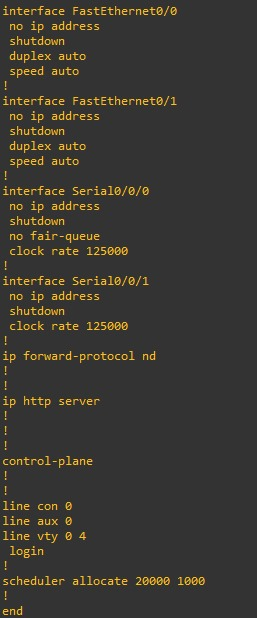 interface FastEthernet0/0
 no ip address
 shutdown
 duplex auto
 speed auto
!
interface FastEthernet0/1
 no ip address
 shutdown
 duplex auto
 speed auto
!
interface Serial0/0/0
 no ip address
 shutdown
 no fair-queue
 clock rate 125000
!
interface Serial0/0/1
 no ip address
 shutdown
 clock rate 125000
!
ip forward-protocol nd
!
!
ip http server
!
!
!
control-plane
!
!
line con 0
line aux 0
line vty 0 4
 login
!
scheduler allocate 20000 1000
!
end